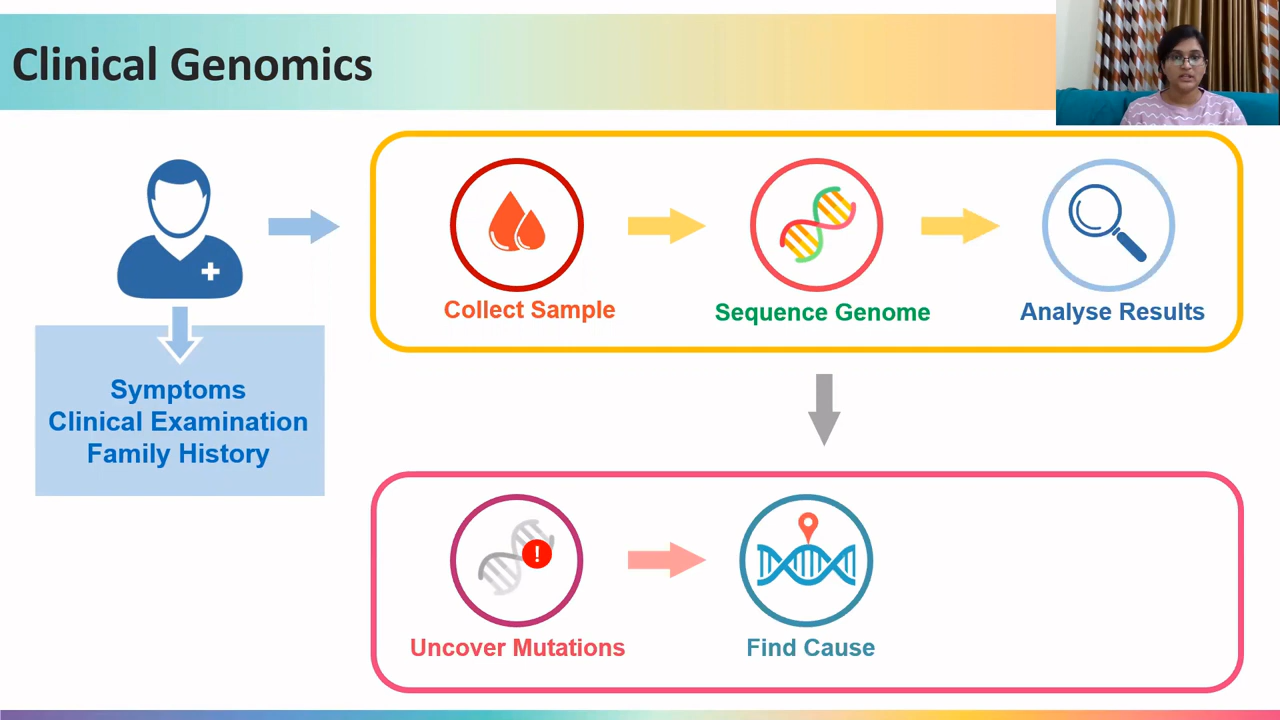 Clinical Genomics
Collect Sample
Sequence Genome
Analyse Results
Symptoms
Clinical Examination
Family History
!
Uncover Mutations
Find Cause